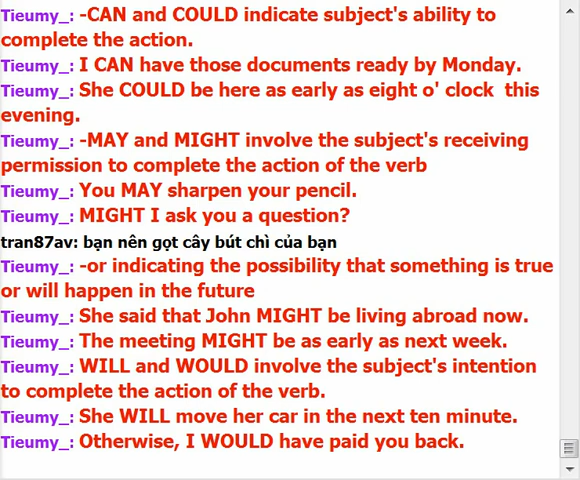 Tieumy_: -CAN and COULD indicate subject's ability to
complete the action.
Tieumy_: I CAN have those documents ready by Monday.
Tieumy_: She COULD be here as early as eight o' clock  this
evening.
Tieumy_: -MAY and MIGHT involve the subject's receiving
permission to complete the action of the verb
Tieumy_: You MAY sharpen your pencil.
Tieumy_: MIGHT I ask you a question?
tran87av: bạn nên gọt cây bút chì của bạn
Tieumy_: -or indicating the possibility that something is true
or will happen in the future
Tieumy_: She said that John MIGHT be living abroad now.
Tieumy_: The meeting MIGHT be as early as next week.
Tieumy_: WILL and WOULD involve the subject's intention
to complete the action of the verb.
Tieumy_: She WILL move her car in the next ten minute.
Tieumy_: Otherwise, I WOULD have paid you back.